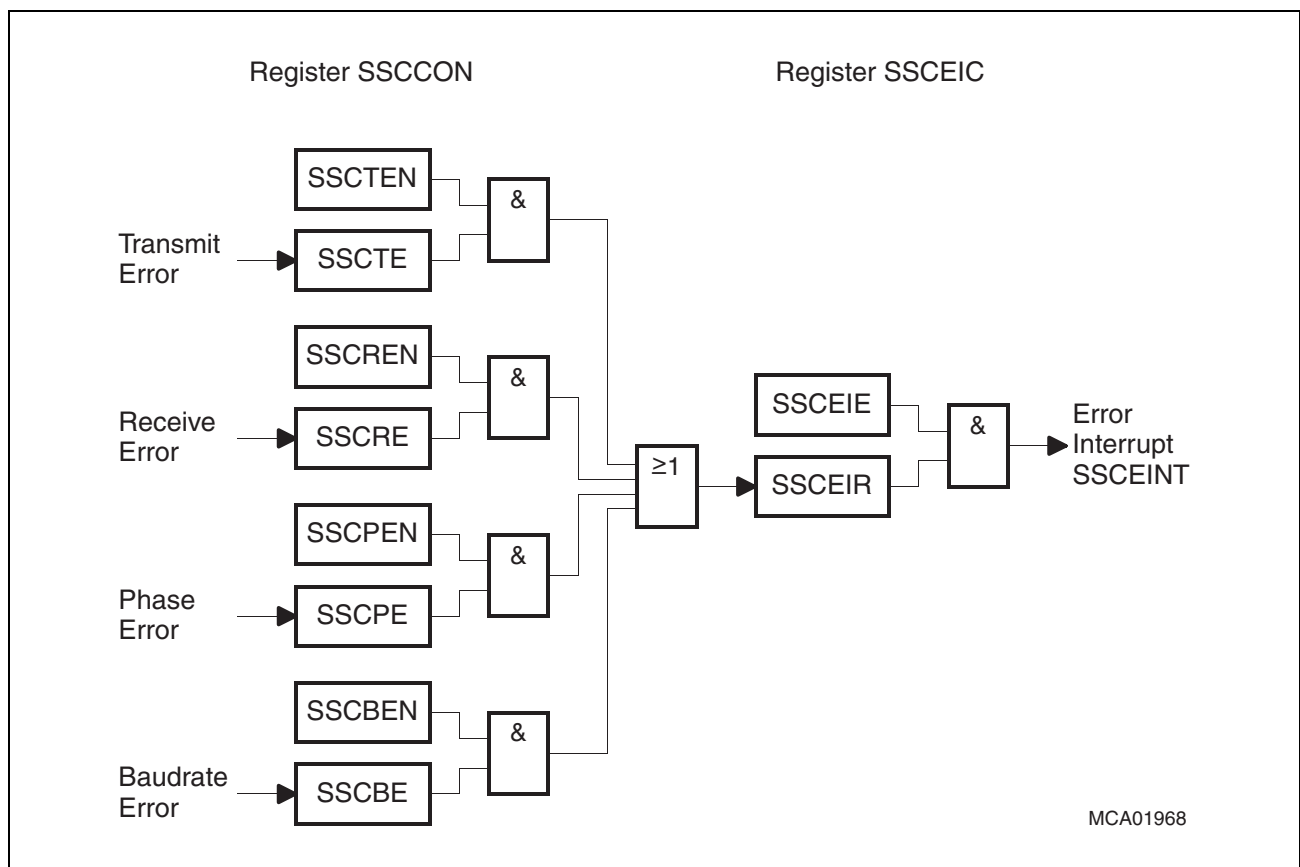 Register SSCCON
Register SSCEIC
SSCTEN
&
Transmit
Error
SSCTE
SSCREN
&
Receive
Error
SSCRE
SSCPEN
&
Phase
Error
SSCPE
SSCBEN
&
Baudrate
Error
SSCBE
≥1
SSCEIE
SSCEIR
&
Error
Interrupt
SSCEINT
MCA01968